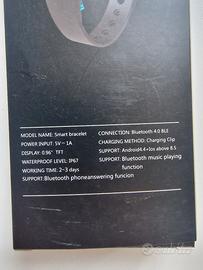 MODEL NAME: Smart bracelet
POWER INPUT: 5V⎓1A
DISPLAY: 0.96" TFT
WATERPROOF LEVEL: IP67
WORKING TIME: 2~3 days
SUPPORT:Bluetooth phoneanswering funcion
CONNECTION: Bluetooth 4.0 BLE
CHARGING METHOD: Charging Clip
SUPPORT: Android4.4+Ios above 8.5
SUPPORT:Bluetooth music playing
function
subito